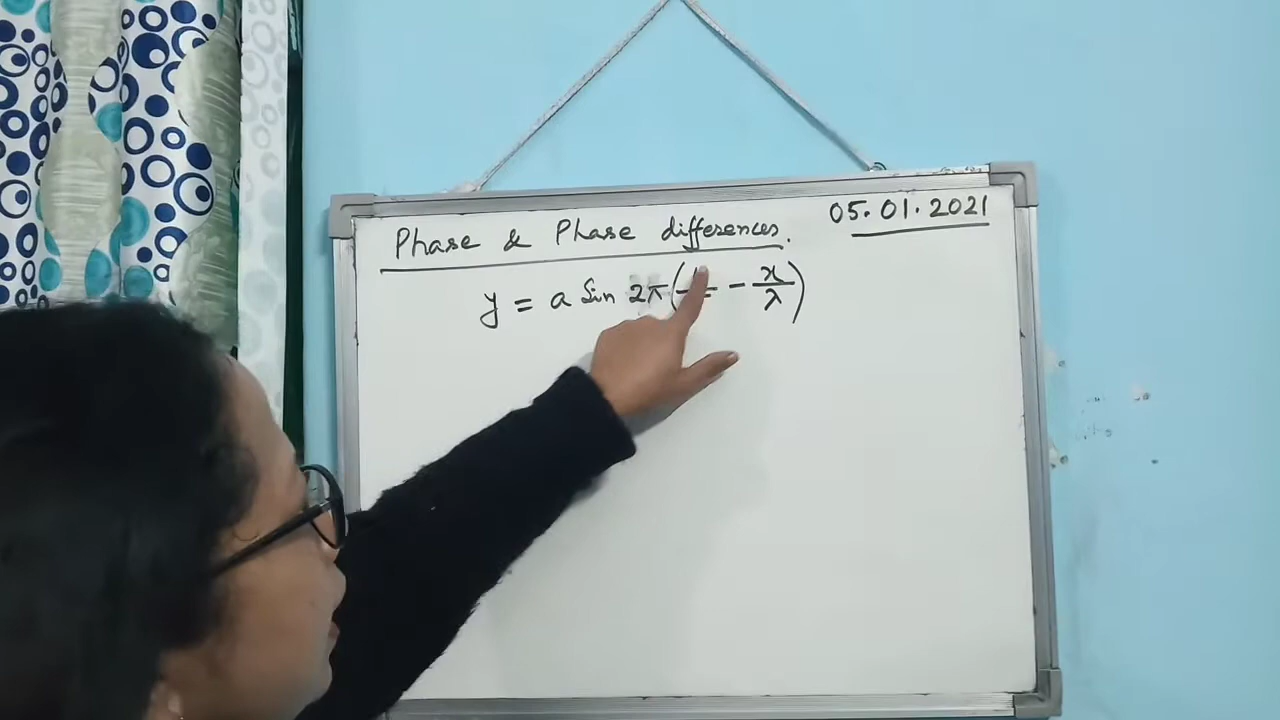 Phase & Phase differences.
05.01.2021
y = a Sin 2π ( — - x/λ )